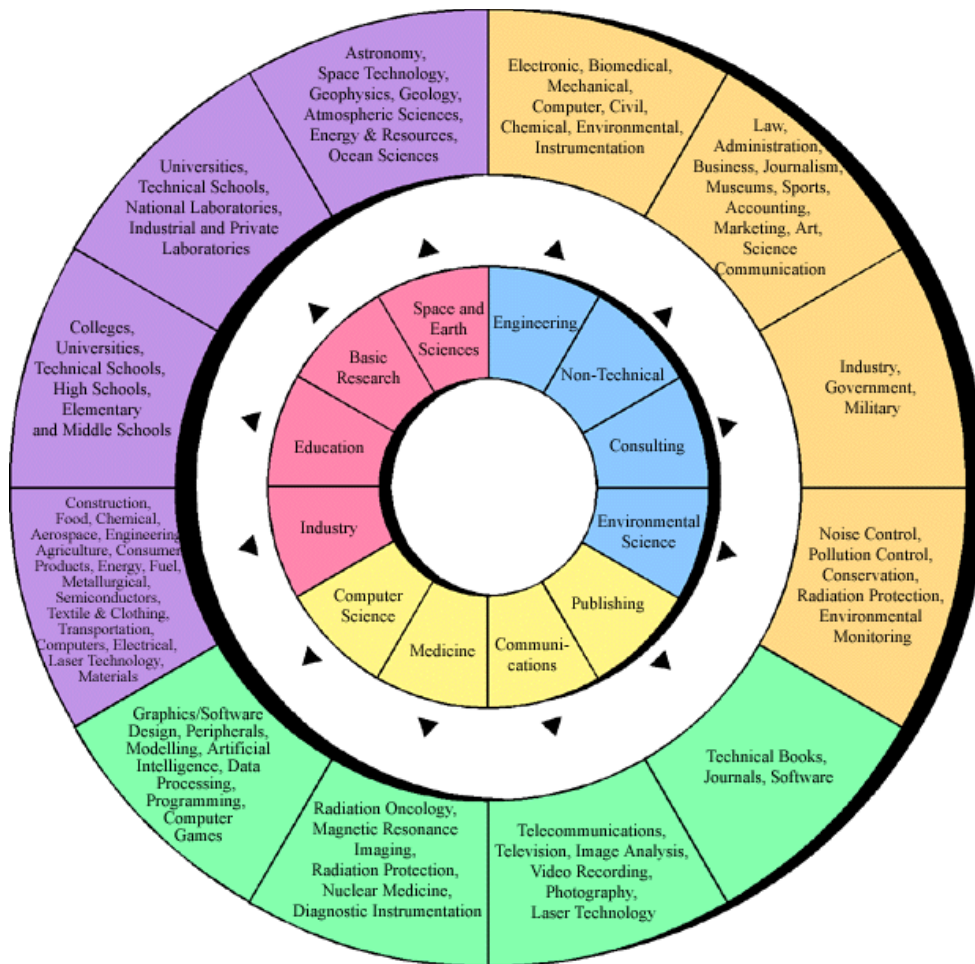 Astronomy,
Space Technology,
Geophysics, Geology,
Atmospheric Sciences,
Energy & Resources,
Ocean Sciences
Electronic, Biomedical,
Mechanical,
Computer, Civil,
Chemical, Environmental,
Instrumentation
Law,
Administration,
Business, Journalism,
Museums, Sports,
Accounting,
Marketing, Art,
Science
Communication
Industry,
Government,
Military
Noise Control,
Pollution Control,
Conservation,
Radiation Protection,
Environmental
Monitoring
Technical Books,
Journals, Software
Telecommunications,
Television, Image Analysis,
Video Recording,
Photography,
Laser Technology
Radiation Oncology,
Magnetic Resonance
Imaging,
Radiation Protection,
Nuclear Medicine,
Diagnostic Instrumentation
Graphics/Software
Design, Peripherals,
Modelling, Artificial
Intelligence, Data
Processing,
Programming,
Computer
Games
Construction,
Food, Chemical,
Aerospace, Engineering,
Agriculture, Consumer
Products, Energy, Fuel,
Metallurgical,
Semiconductors,
Textile & Clothing,
Transportation,
Computers, Electrical,
Laser Technology,
Materials
Colleges,
Universities,
Technical Schools,
High Schools,
Elementary
and Middle Schools
Universities,
Technical Schools,
National Laboratories,
Industrial and Private
Laboratories
Space and
Earth
Sciences
Engineering
Non-Technical
Consulting
Environmental
Science
Publishing
Communi-
cations
Medicine
Computer
Science
Industry
Education
Basic
Research